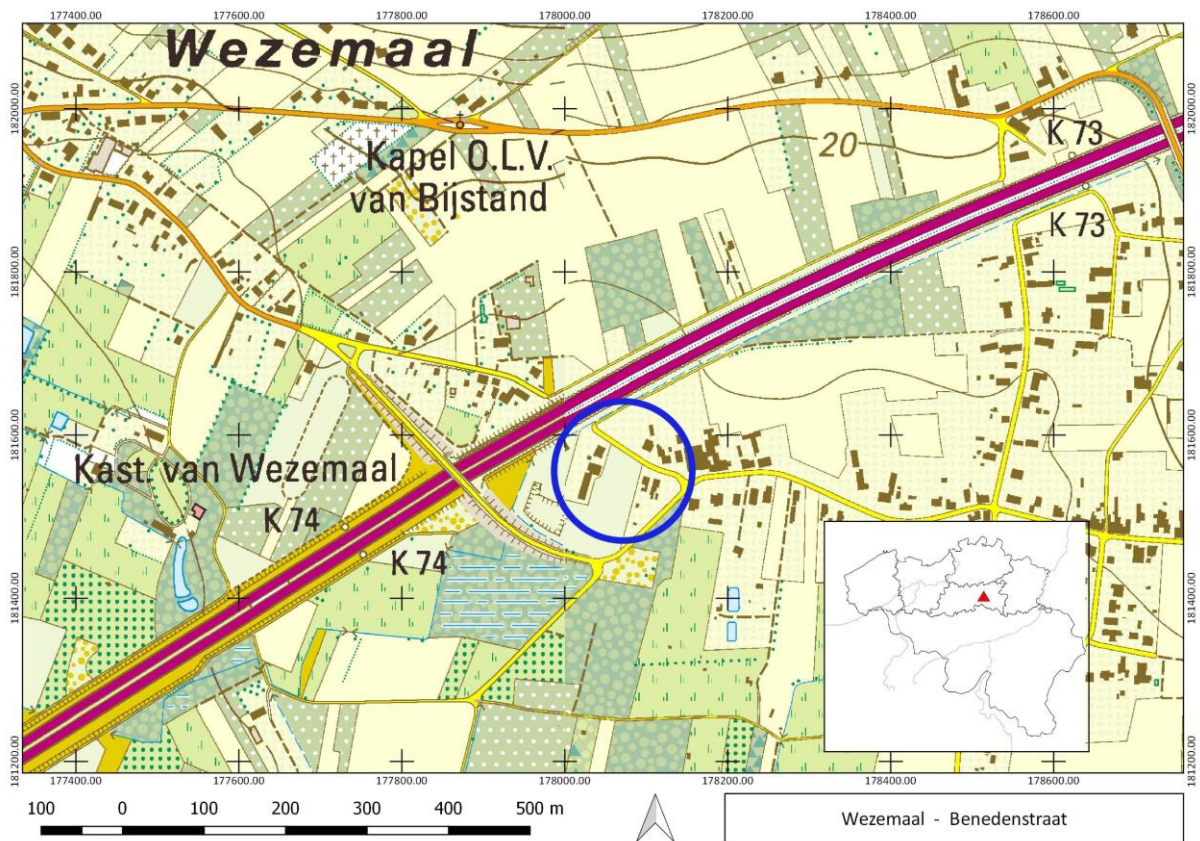 177400.00 177600.00 177800.00 178000.00 178200.00 178400.00 178600.00
Wezemaal
182000.00 182000.00
K 73
Kapel O.L.V.
van Bijstand
20
K 73
181800.00 181800.00
181600.00 181600.00
Kast. van Wezemaal
K 74
K 74
181400.00 181400.00
181200.00 181200.00
177400.00 177600.00 177800.00 178000.00 178200.00 178400.00 178600.00
100 0 100 200 300 400 500 m
Wezemaal - Benedenstraat